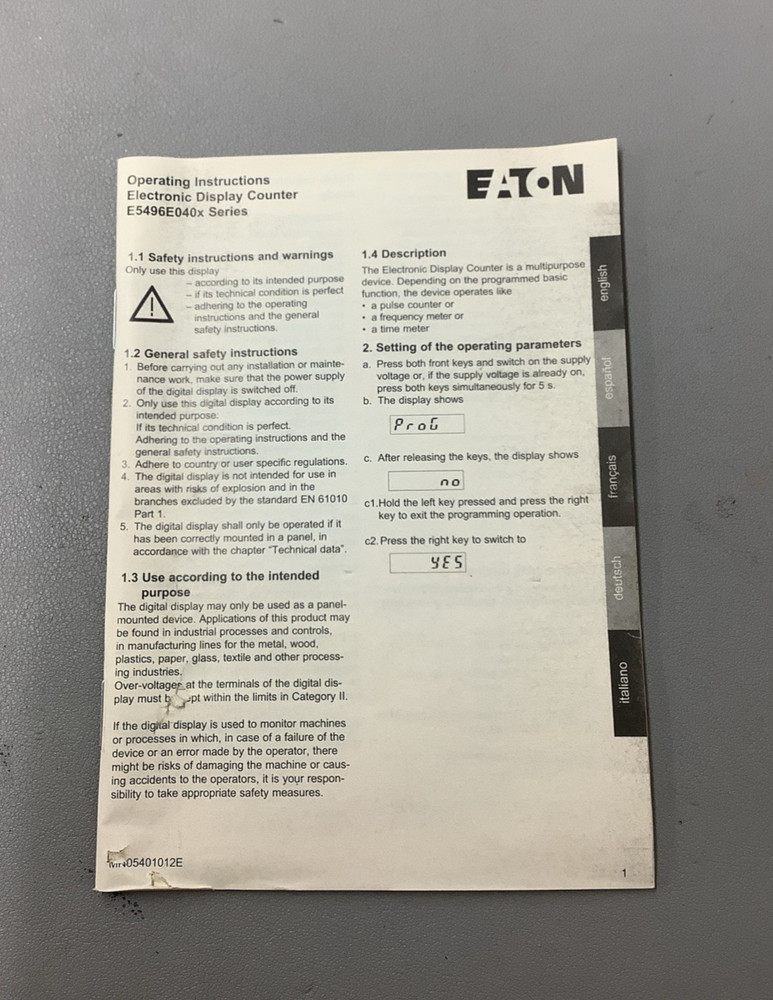 Operating Instructions
Electronic Display Counter
E5496E040x Series
EATON
1.1 Safety instructions and warnings
Only use this display
– according to its intended purpose
– if its technical condition is perfect
– adhering to the operating
instructions and the general
safety instructions.
1.2 General safety instructions
1. Before carrying out any installation or mainte-
nance work, make sure that the power supply
of the digital display is switched off.
2. Only use this digital display according to its
intended purpose:
If its technical condition is perfect.
Adhering to the operating instructions and the
general safety instructions.
3. Adhere to country or user specific regulations.
4. The digital display is not intended for use in
areas with risks of explosion and in the
branches excluded by the standard EN 61010
Part 1.
5. The digital display shall only be operated if it
has been correctly mounted in a panel, in
accordance with the chapter "Technical data".
1.3 Use according to the intended
purpose
The digital display may only be used as a panel-
mounted device. Applications of this product may
be found in industrial processes and controls,
in manufacturing lines for the metal, wood,
plastics, paper, glass, textile and other process-
ing industries.
Over-voltages at the terminals of the digital dis-
play must pt within the limits in Category II.
If the digital display is used to monitor machines
or processes in which, in case of a failure of the
device or an error made by the operator, there
might be risks of damaging the machine or caus-
ing accidents to the operators, it is your respon-
sibility to take appropriate safety measures.
05401012E
1.4 Description
The Electronic Display Counter is a multipurpose
device. Depending on the programmed basic
function, the device operates like
• a pulse counter or
• a frequency meter or
• a time meter
2. Setting of the operating parameters
a. Press both front keys and switch on the supply
voltage or, if the supply voltage is already on,
press both keys simultaneously for 5 s.
b. The display shows
ProG
c. After releasing the keys, the display shows
no
c1.Hold the left key pressed and press the right
key to exit the programming operation.
c2.Press the right key to switch to
YES
english
español
français
deutsch
italiano
1